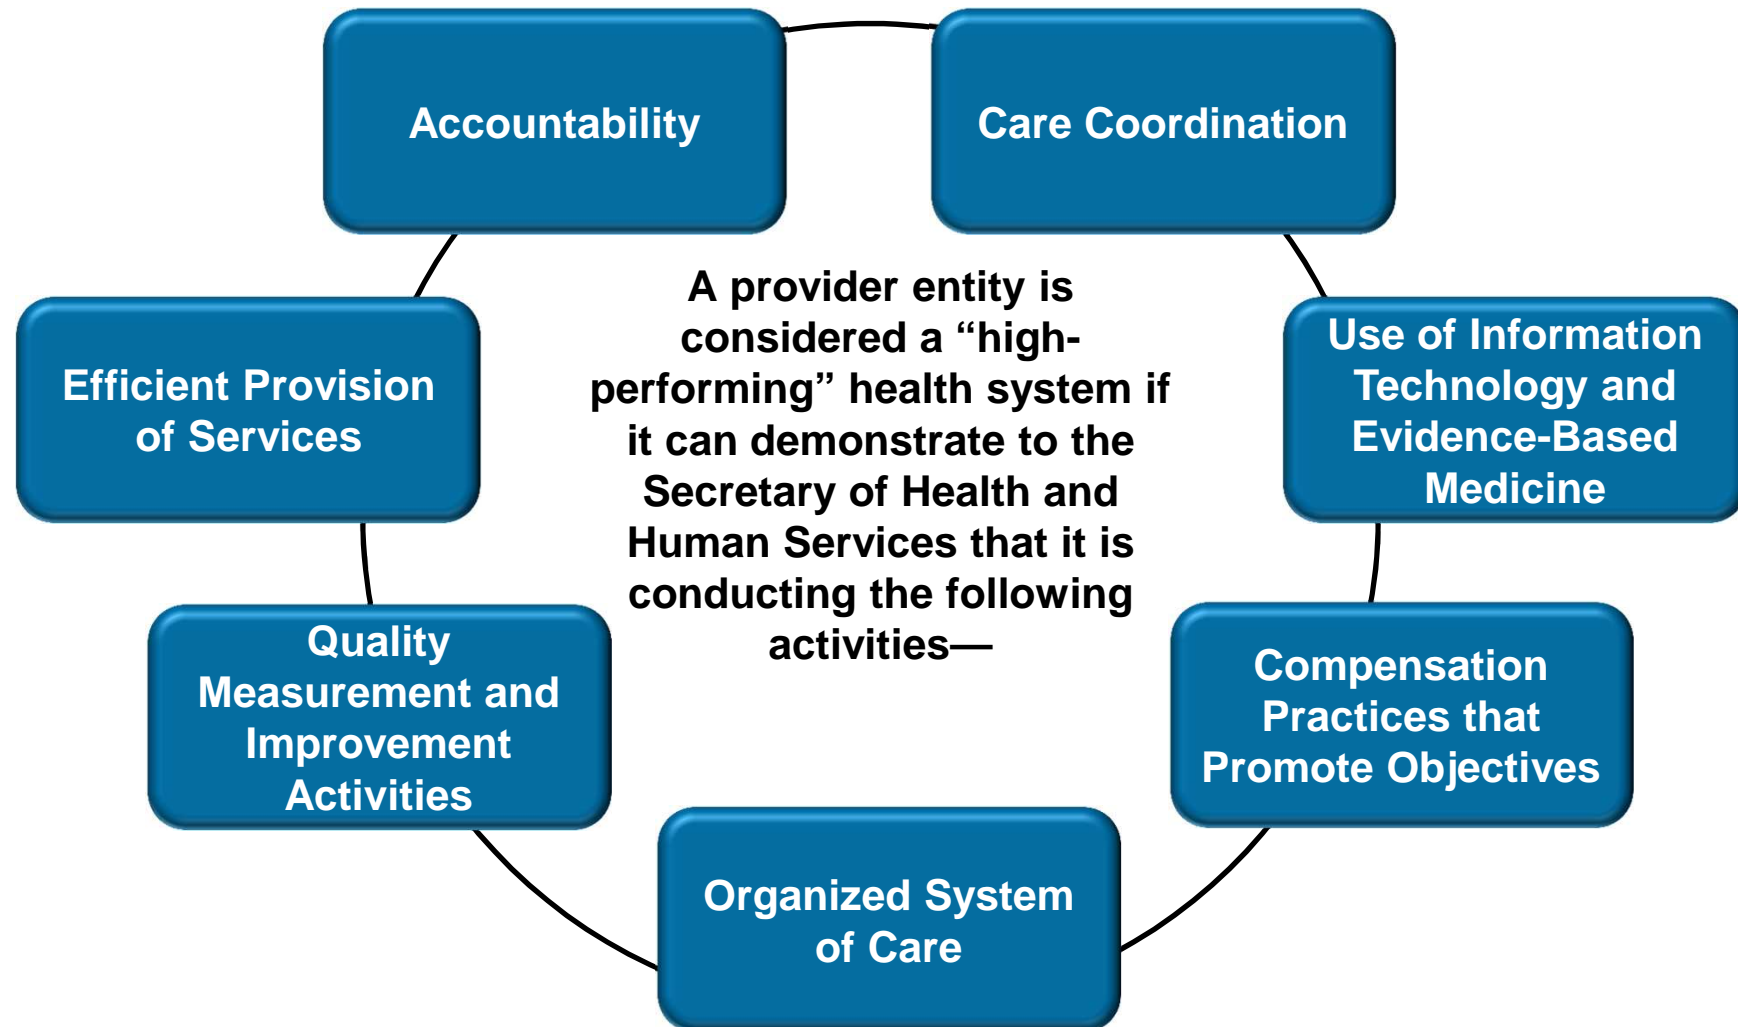 Accountability
Care Coordination
A provider entity is
considered a “high-
performing” health system if
it can demonstrate to the
Secretary of Health and
Human Services that it is
conducting the following
activities—
Use of Information
Technology and
Evidence-Based
Medicine
Compensation
Practices that
Promote Objectives
Organized System
of Care
Quality
Measurement and
Improvement
Activities
Efficient Provision
of Services